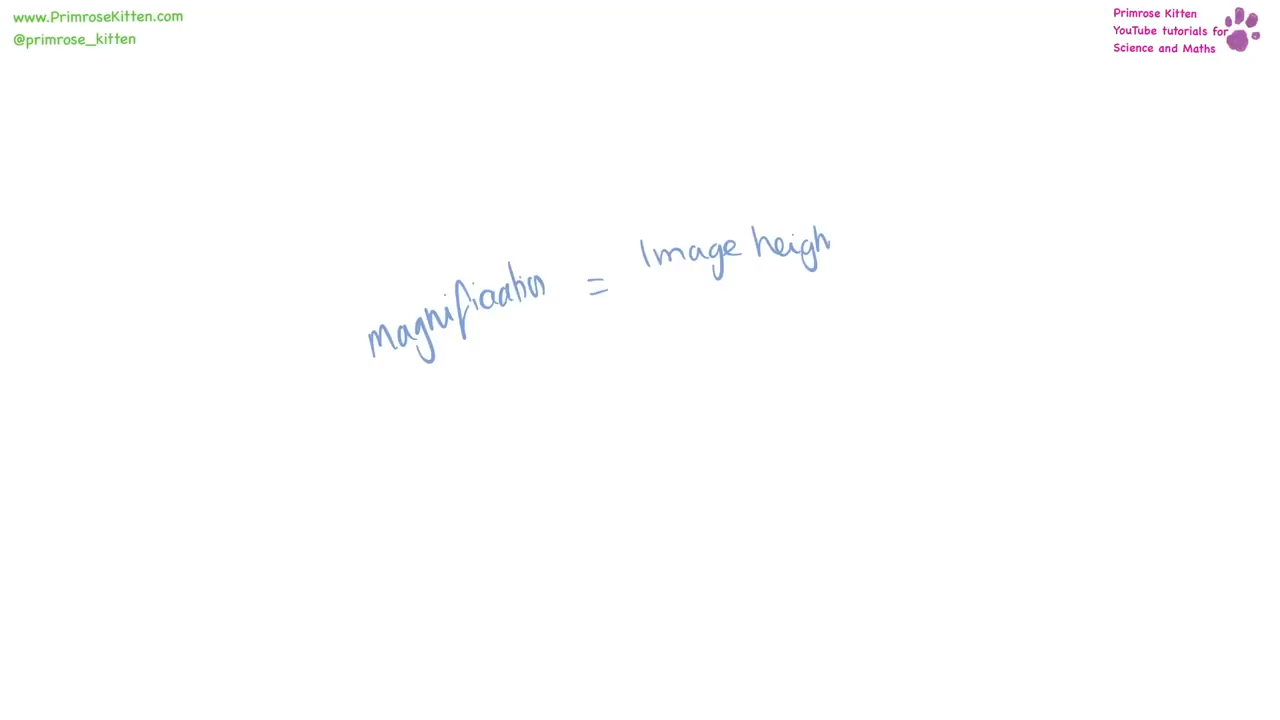 www.PrimroseKitten.com
@primrose_kitten
Primrose Kitten
YouTube tutorials for
Science and Maths
magnification = Image heigh